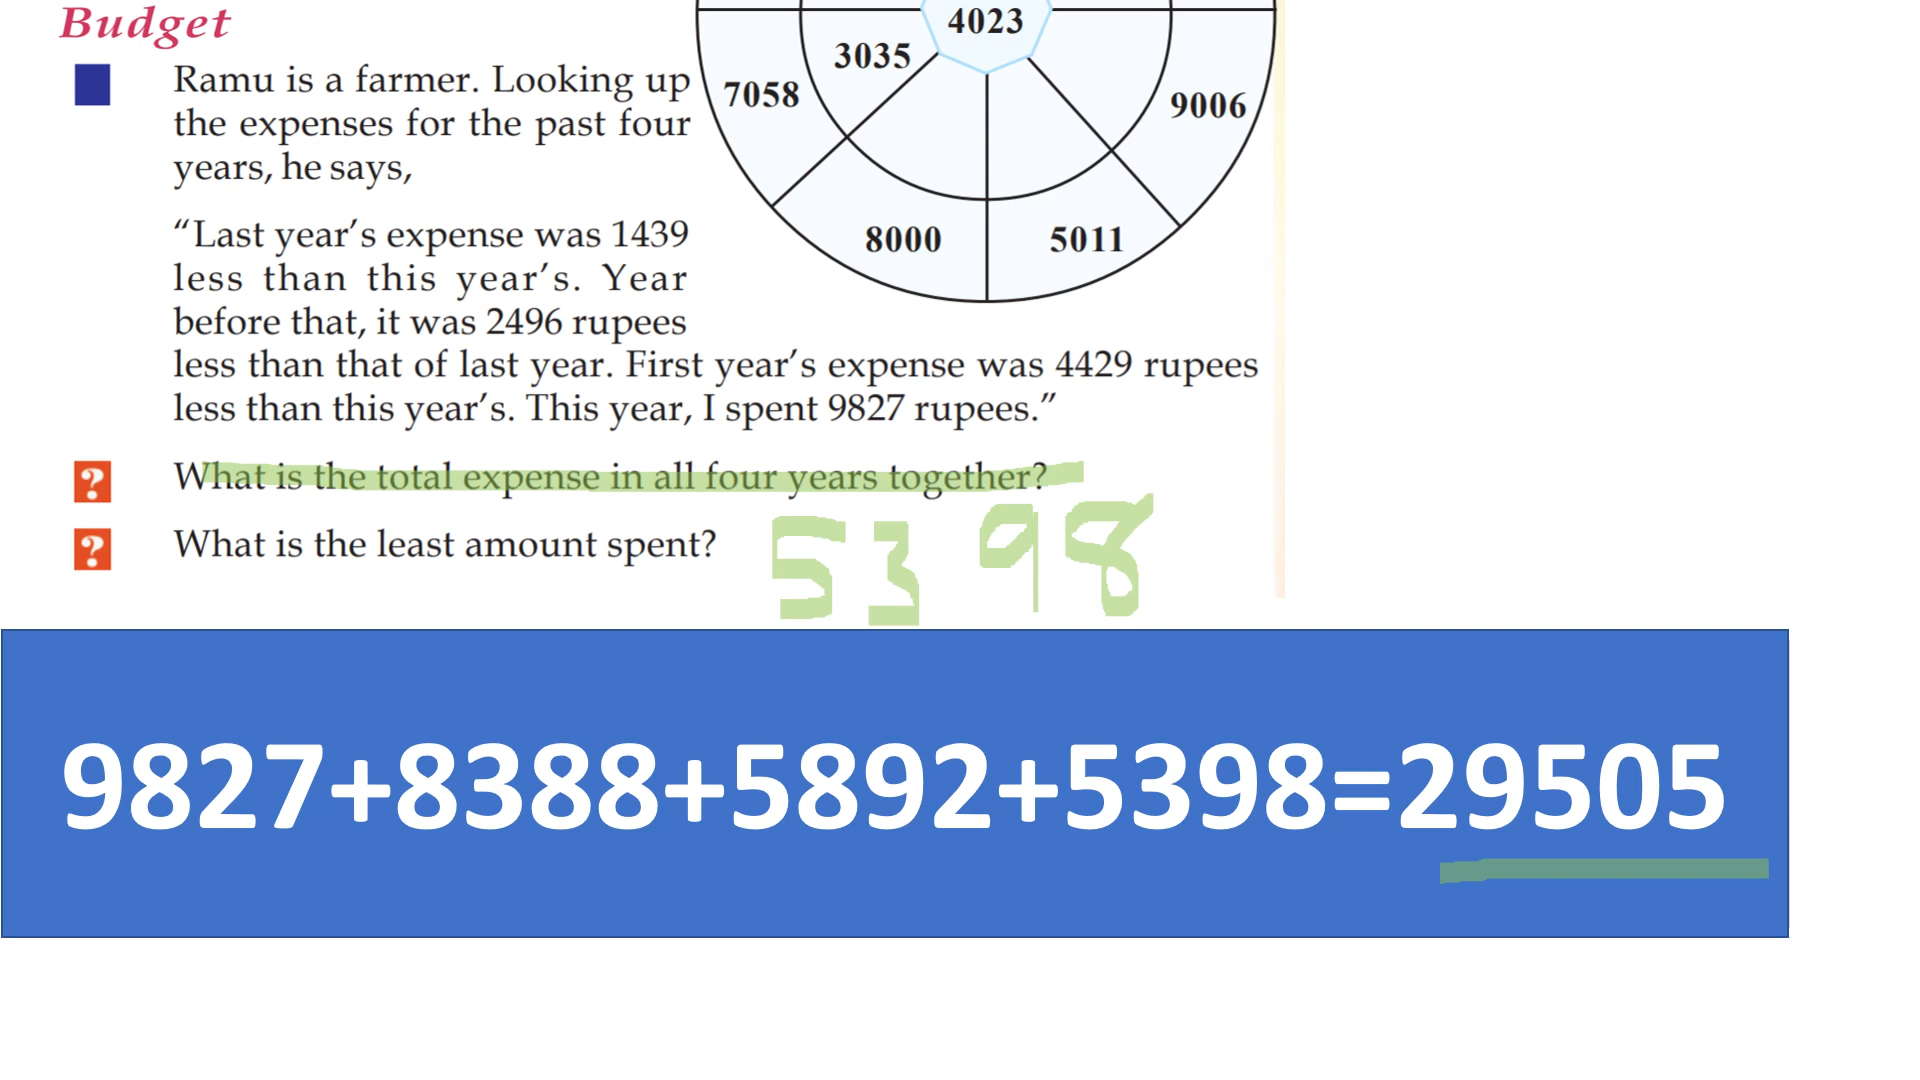 Budget
Ramu is a farmer. Looking up
the expenses for the past four
years, he says,
“Last year’s expense was 1439
less than this year’s. Year
before that, it was 2496 rupees
less than that of last year. First year’s expense was 4429 rupees
less than this year’s. This year, I spent 9827 rupees.”
4023
3035
7058
9006
8000
5011
? What is the total expense in all four years together?
? What is the least amount spent?
5398
9827+8388+5892+5398=29505